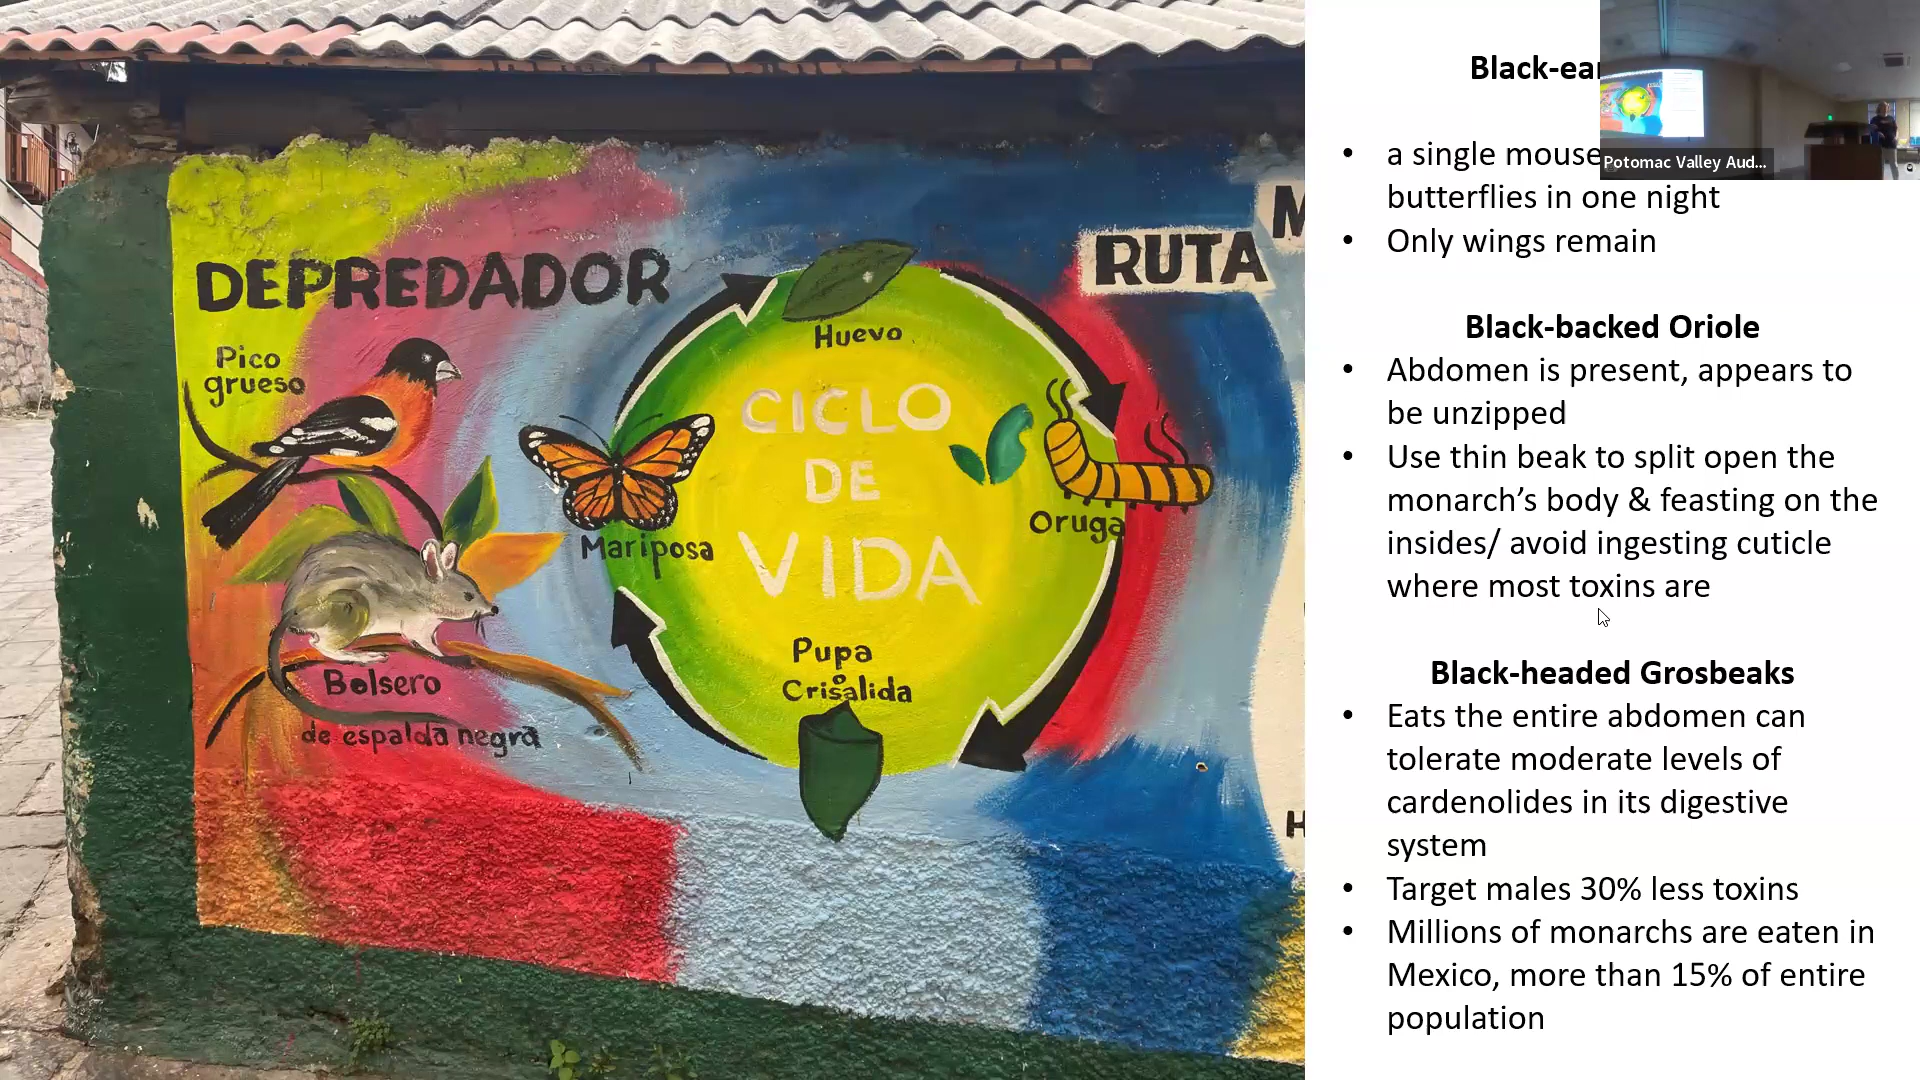 DEPREDADOR
Pico
grueso
Bolsero
de espalda negra
Huevo
CICLO
DE
VIDA
Mariposa
Oruga
Pupa
o
Crisalida
RUTA
M
H
Black-ear
a single mouse
butterflies in one night
• Only wings remain
Black-backed Oriole
• Abdomen is present, appears to
be unzipped
• Use thin beak to split open the
monarch’s body & feasting on the
insides/ avoid ingesting cuticle
where most toxins are
Black-headed Grosbeaks
• Eats the entire abdomen can
tolerate moderate levels of
cardenolides in its digestive
system
• Target males 30% less toxins
• Millions of monarchs are eaten in
Mexico, more than 15% of entire
population
Potomac Valley Aud...